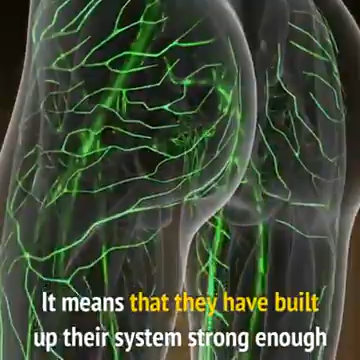 It means that they have built
up their system strong enough